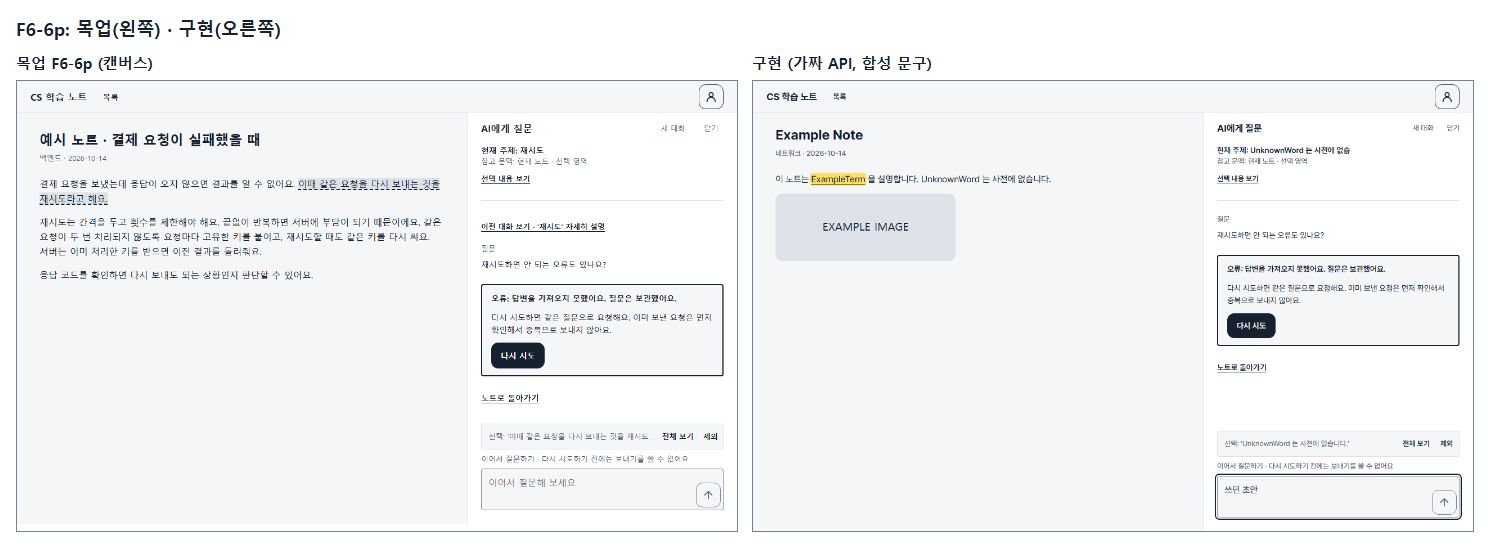 F6-6p: 목업(왼쪽) · 구현(오른쪽)
목업 F6-6p (캔버스)
CS 학습 노트 목록
예시 노트 · 결제 요청이 실패했을 때
백엔드 · 2026-10-14
결제 요청을 보냈는데 응답이 오지 않으면 결과를 알 수 없어요. 이때 같은 요청을 다시 보내는 것을
재시도라고 해요.
재시도는 간격을 두고 횟수를 제한해야 해요. 끝없이 반복하면 서버에 부담이 되기 때문이에요. 같은
요청이 두 번 처리되지 않도록 요청마다 고유한 키를 붙이고, 재시도할 때도 같은 키를 다시 써요.
서버는 이미 처리한 키를 받으면 이전 결과를 돌려줘요.
응답 코드를 확인하면 다시 보내도 되는 상황인지 판단할 수 있어요.
AI에게 질문 새 대화 닫기
현재 주제: 재시도
참고 문맥: 현재 노트 · 선택 영역
선택 내용 보기
이전 대화 보기 · ‘재시도’ 자세히 설명
질문
재시도하면 안 되는 오류도 있나요?
오류: 답변을 가져오지 못했어요. 질문은 보관했어요.
다시 시도하면 같은 질문으로 요청해요. 이미 보낸 요청은 먼저
확인해서 중복으로 보내지 않아요.
다시 시도
노트로 돌아가기
선택: ‘이때 같은 요청을 다시 보내는 것을 재시도... 전체 보기 제외
이어서 질문하기 · 다시 시도하기 전에는 보내기를 쓸 수 없어요
이어서 질문해 보세요
구현 (가짜 API, 합성 문구)
CS 학습 노트 목록
Example Note
네트워크 · 2026-10-14
이 노트는 ExampleTerm 을 설명합니다. UnknownWord 는 사전에 없습니다.
EXAMPLE IMAGE
AI에게 질문 새 대화 닫기
현재 주제: UnknownWord 는 사전에 없습
참고 문맥: 현재 노트 · 선택 영역
선택 내용 보기
질문
재시도하면 안 되는 오류도 있나요?
오류: 답변을 가져오지 못했어요. 질문은 보관했어요.
다시 시도하면 같은 질문으로 요청해요. 이미 보낸 요청은 먼저 확인해서
중복으로 보내지 않아요.
다시 시도
노트로 돌아가기
선택: ‘UnknownWord 는 사전에 없습니다.’ 전체 보기 제외
이어서 질문하기 · 다시 시도하기 전에는 보내기를 쓸 수 없어요
쓰던 초안